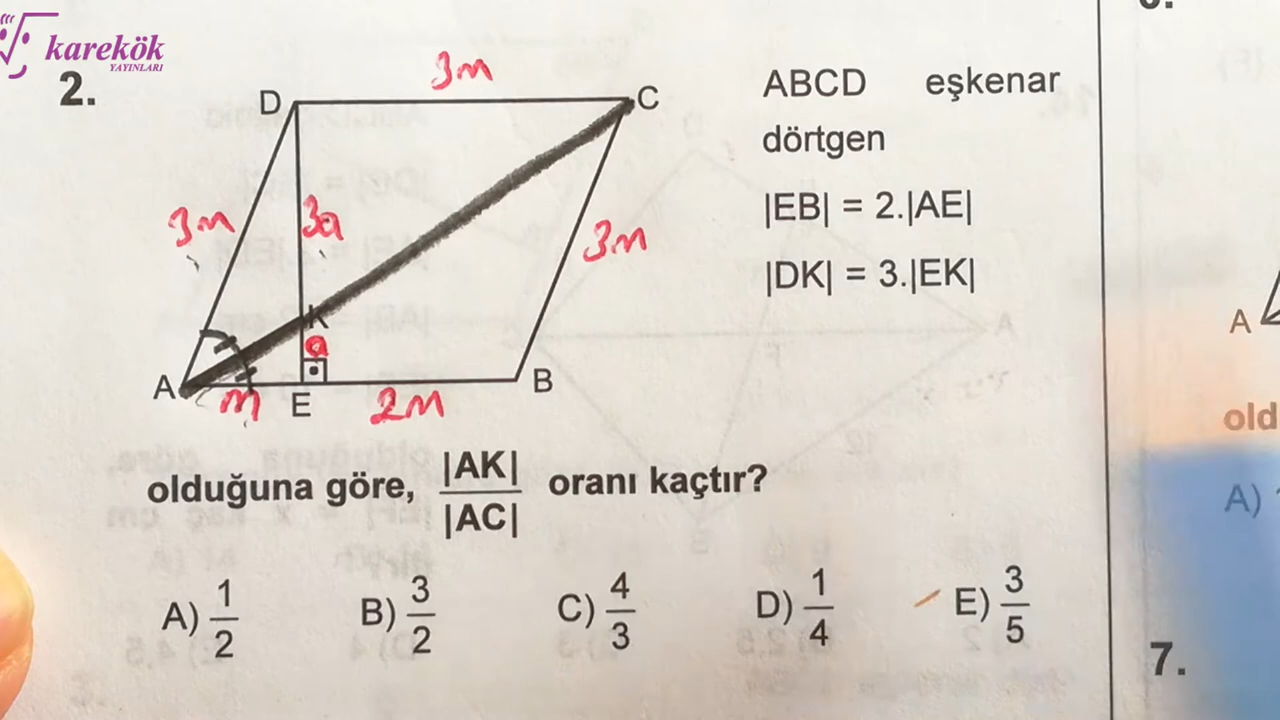 karekök
YAYINLARI
2.
D
3m
C
3m
3a
3m
K
a
A
m
E
2m
B
ABCD eşkenar
dörtgen
|EB| = 2.|AE|
|DK| = 3.|EK|
olduğuna göre, |AK| / |AC| oranı kaçtır?
A) 1/2 B) 3/2 C) 4/3 D) 1/4 E) 3/5
A
old
A)
7.